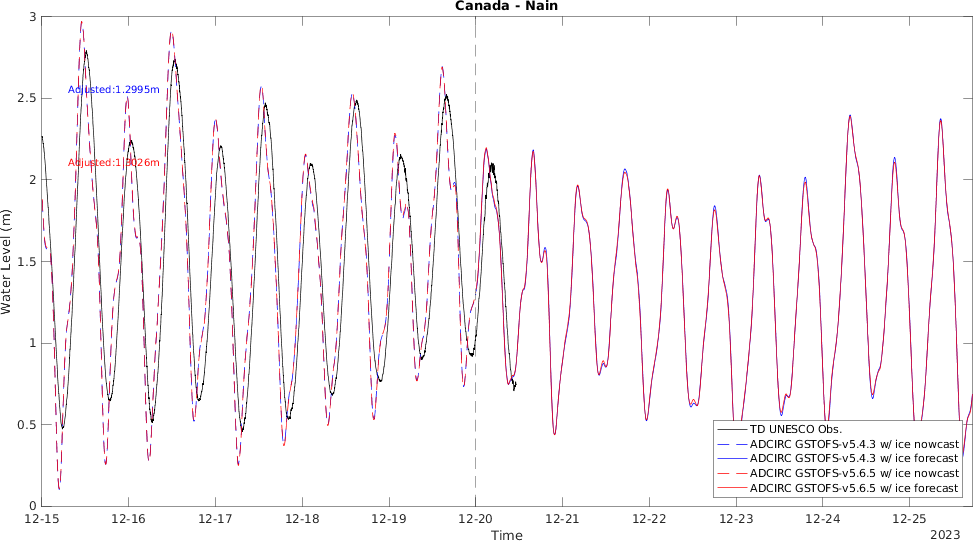 Canada - Nain
Water Level (m)
3
2.5
2
1.5
1
0.5
0
Adjusted:1.2995m
Adjusted:1.3026m
TD UNESCO Obs.
ADCIRC GSTOFS-v5.4.3 w/ ice nowcast
ADCIRC GSTOFS-v5.4.3 w/ ice forecast
ADCIRC GSTOFS-v5.6.5 w/ ice nowcast
ADCIRC GSTOFS-v5.6.5 w/ ice forecast
12-15 12-16 12-17 12-18 12-19 12-20 12-21 12-22 12-23 12-24 12-25
Time
2023